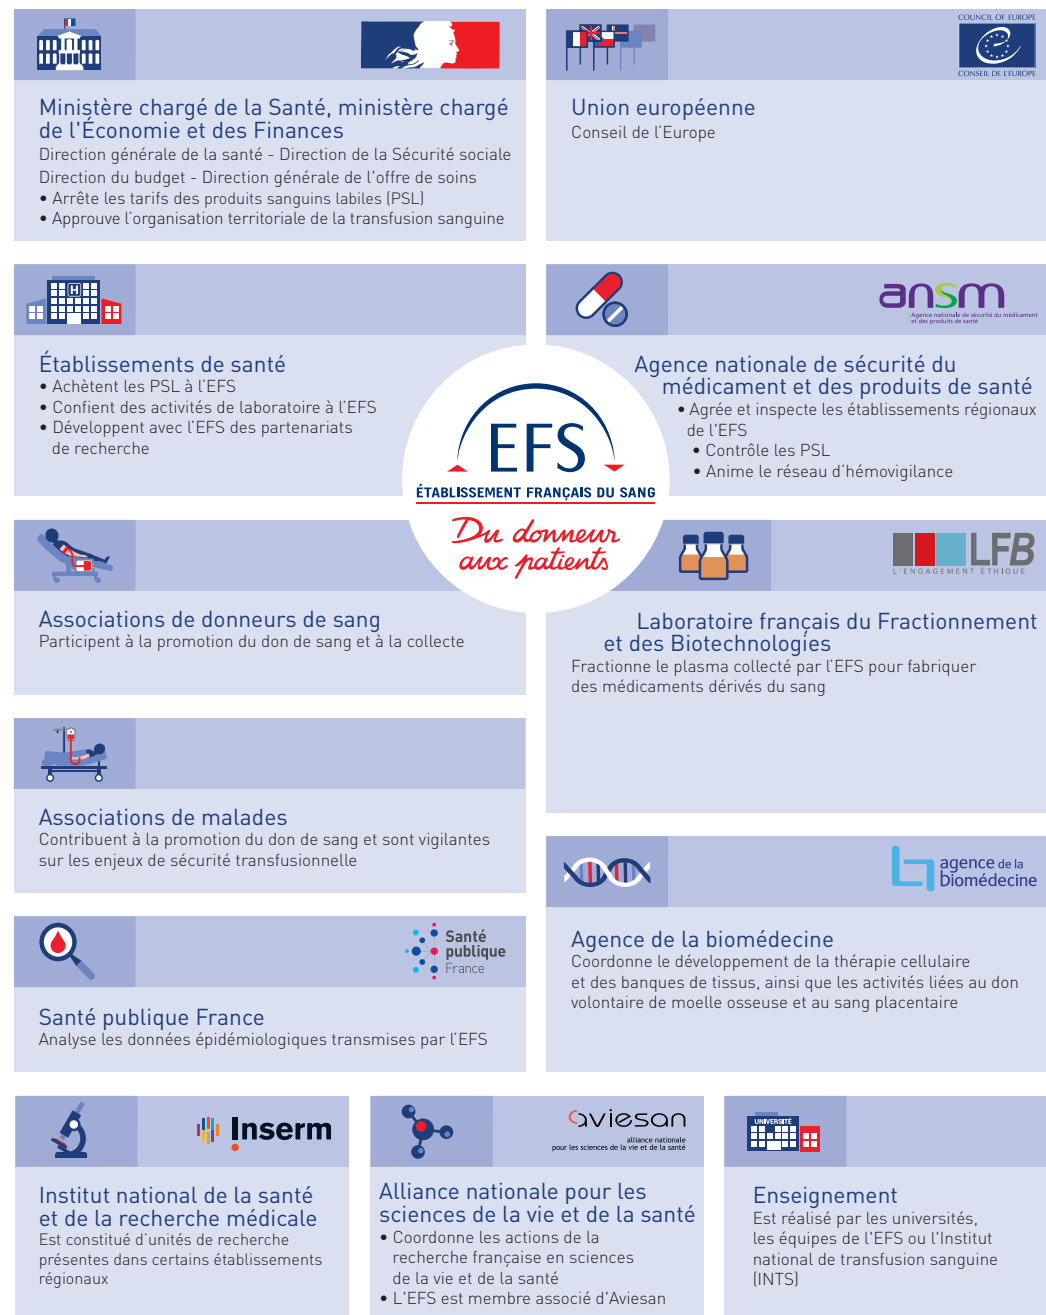 Ministère chargé de la Santé, ministère chargé
de l'Économie et des Finances
Direction générale de la santé - Direction de la Sécurité sociale
Direction du budget - Direction générale de l'offre de soins
• Arrête les tarifs des produits sanguins labiles (PSL)
• Approuve l’organisation territoriale de la transfusion sanguine
COUNCIL OF EUROPE
CONSEIL DE L'EUROPE
Union européenne
Conseil de l’Europe
H
Établissements de santé
• Achètent les PSL à l’EFS
• Confient des activités de laboratoire à l’EFS
• Développent avec l’EFS des partenariats
de recherche
ansm
Agence nationale de sécurité du médicament
et des produits de santé
Agence nationale de sécurité du
médicament et des produits de santé
• Agrée et inspecte les établissements régionaux
de l'EFS
• Contrôle les PSL
• Anime le réseau d’hémovigilance
EFS
ÉTABLISSEMENT FRANÇAIS DU SANG
Du donneur
aux patients
Associations de donneurs de sang
Participent à la promotion du don de sang et à la collecte
LFB
L'ENGAGEMENT ÉTHIQUE
Laboratoire français du Fractionnement
et des Biotechnologies
Fractionne le plasma collecté par l’EFS pour fabriquer
des médicaments dérivés du sang
Associations de malades
Contribuent à la promotion du don de sang et sont vigilantes
sur les enjeux de sécurité transfusionnelle
agence de la
biomédecine
Agence de la biomédecine
Coordonne le développement de la thérapie cellulaire
et des banques de tissus, ainsi que les activités liées au don
volontaire de moelle osseuse et au sang placentaire
Santé
publique
France
Santé publique France
Analyse les données épidémiologiques transmises par l’EFS
Inserm
Institut national de la santé
et de la recherche médicale
Est constitué d’unités de recherche
présentes dans certains établissements
régionaux
aviesan
alliance nationale
pour les sciences de la vie et de la santé
Alliance nationale pour les
sciences de la vie et de la santé
• Coordonne les actions de la
recherche française en sciences
de la vie et de la santé
• L'EFS est membre associé d'Aviesan
UNIVERSITÉ
Enseignement
Est réalisé par les universités,
les équipes de l'EFS ou l'Institut
national de transfusion sanguine
(INTS)